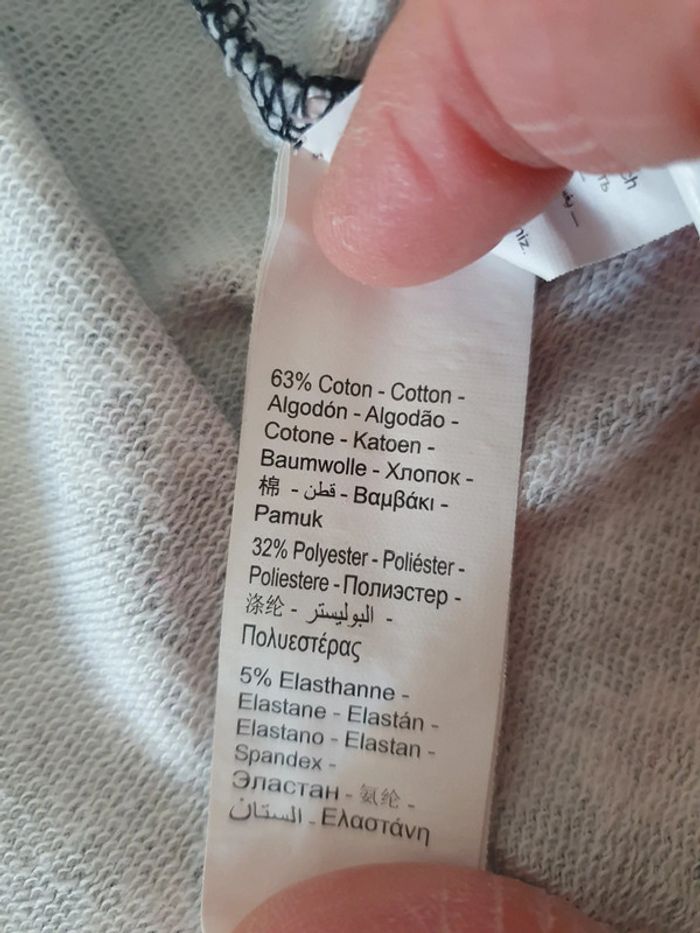 63% Coton - Cotton -
Algodón - Algodão -
Cotone - Katoen -
Baumwolle - Хлопок -
棉 - قطن - Βαμβάκι -
Pamuk
32% Polyester - Poliéster -
Poliestere - Полиэстер -
涤纶 - البوليستر -
Πολυεστέρας
5% Elasthanne -
Elastane - Elastán -
Elastano - Elastan -
Spandex -
Эластан - 氨纶 -
الستان - Ελαστάνη